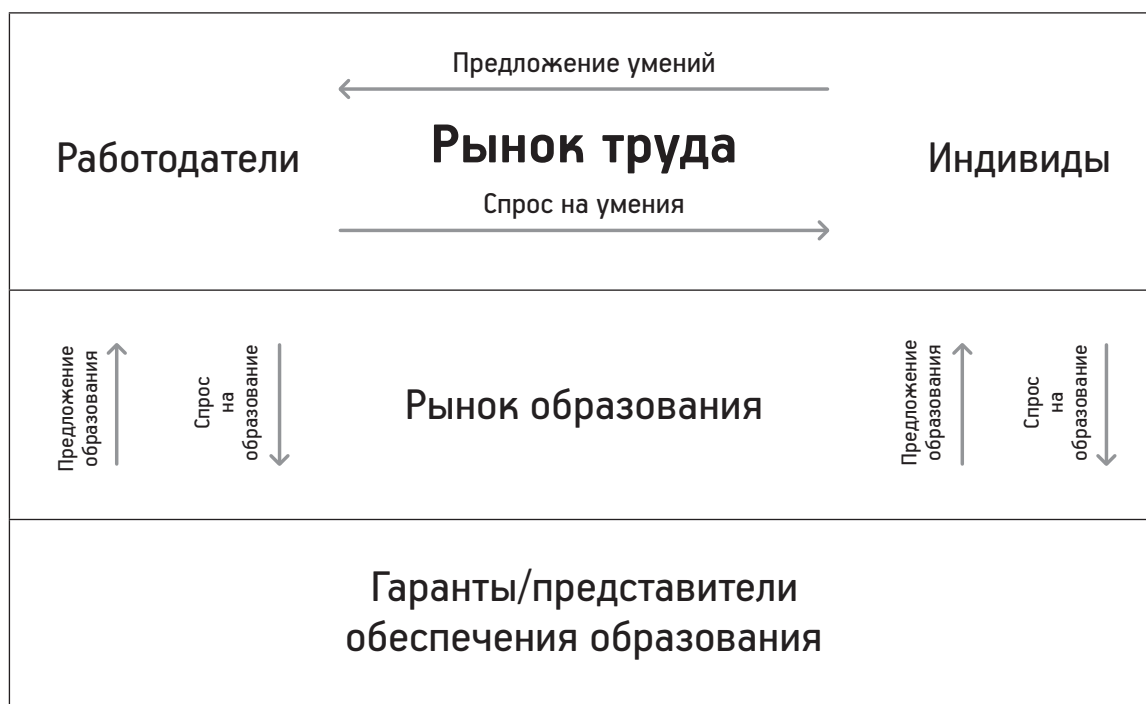 Предложение умений
Работодатели
Рынок труда
Индивиды
Спрос на умения
Предложение
образования
Спрос
на
образование
Рынок образования
Предложение
образования
Спрос
на
образование
Гаранты/представители
обеспечения образования